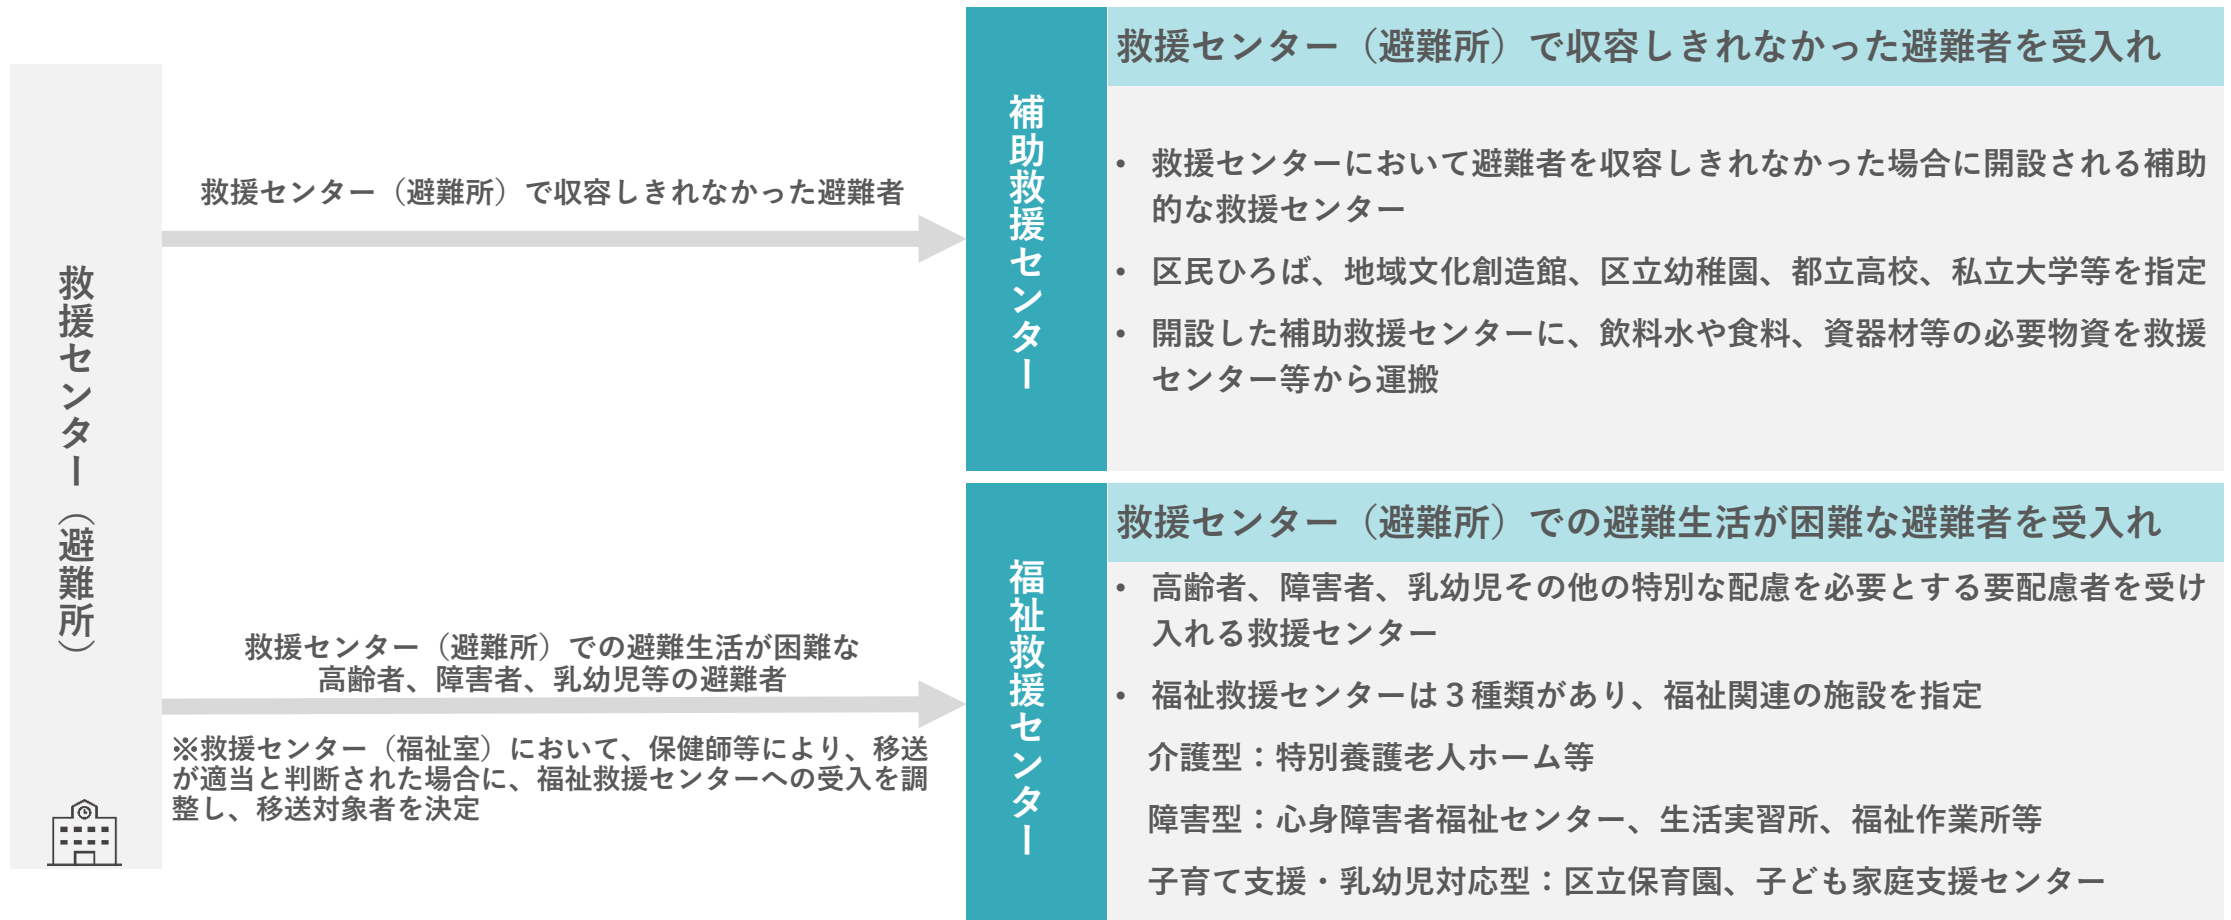 救援センター（避難所）
救援センター（避難所）で収容しきれなかった避難者
救援センター（避難所）での避難生活が困難な
高齢者、障害者、乳幼児等の避難者
※救援センター（福祉室）において、保健師等により、移送
が適当と判断された場合に、福祉救援センターへの受入を調
整し、移送対象者を決定
補助救援センター
救援センター（避難所）で収容しきれなかった避難者を受入れ
• 救援センターにおいて避難者を収容しきれなかった場合に開設される補助
的な救援センター
• 区民ひろば、地域文化創造館、区立幼稚園、都立高校、私立大学等を指定
• 開設した補助救援センターに、飲料水や食料、資器材等の必要物資を救援
センター等から運搬
福祉救援センター
救援センター（避難所）での避難生活が困難な避難者を受入れ
• 高齢者、障害者、乳幼児その他の特別な配慮を必要とする要配慮者を受け
入れる救援センター
• 福祉救援センターは３種類があり、福祉関連の施設を指定
介護型：特別養護老人ホーム等
障害型：心身障害者福祉センター、生活実習所、福祉作業所等
子育て支援・乳幼児対応型：区立保育園、子ども家庭支援センター